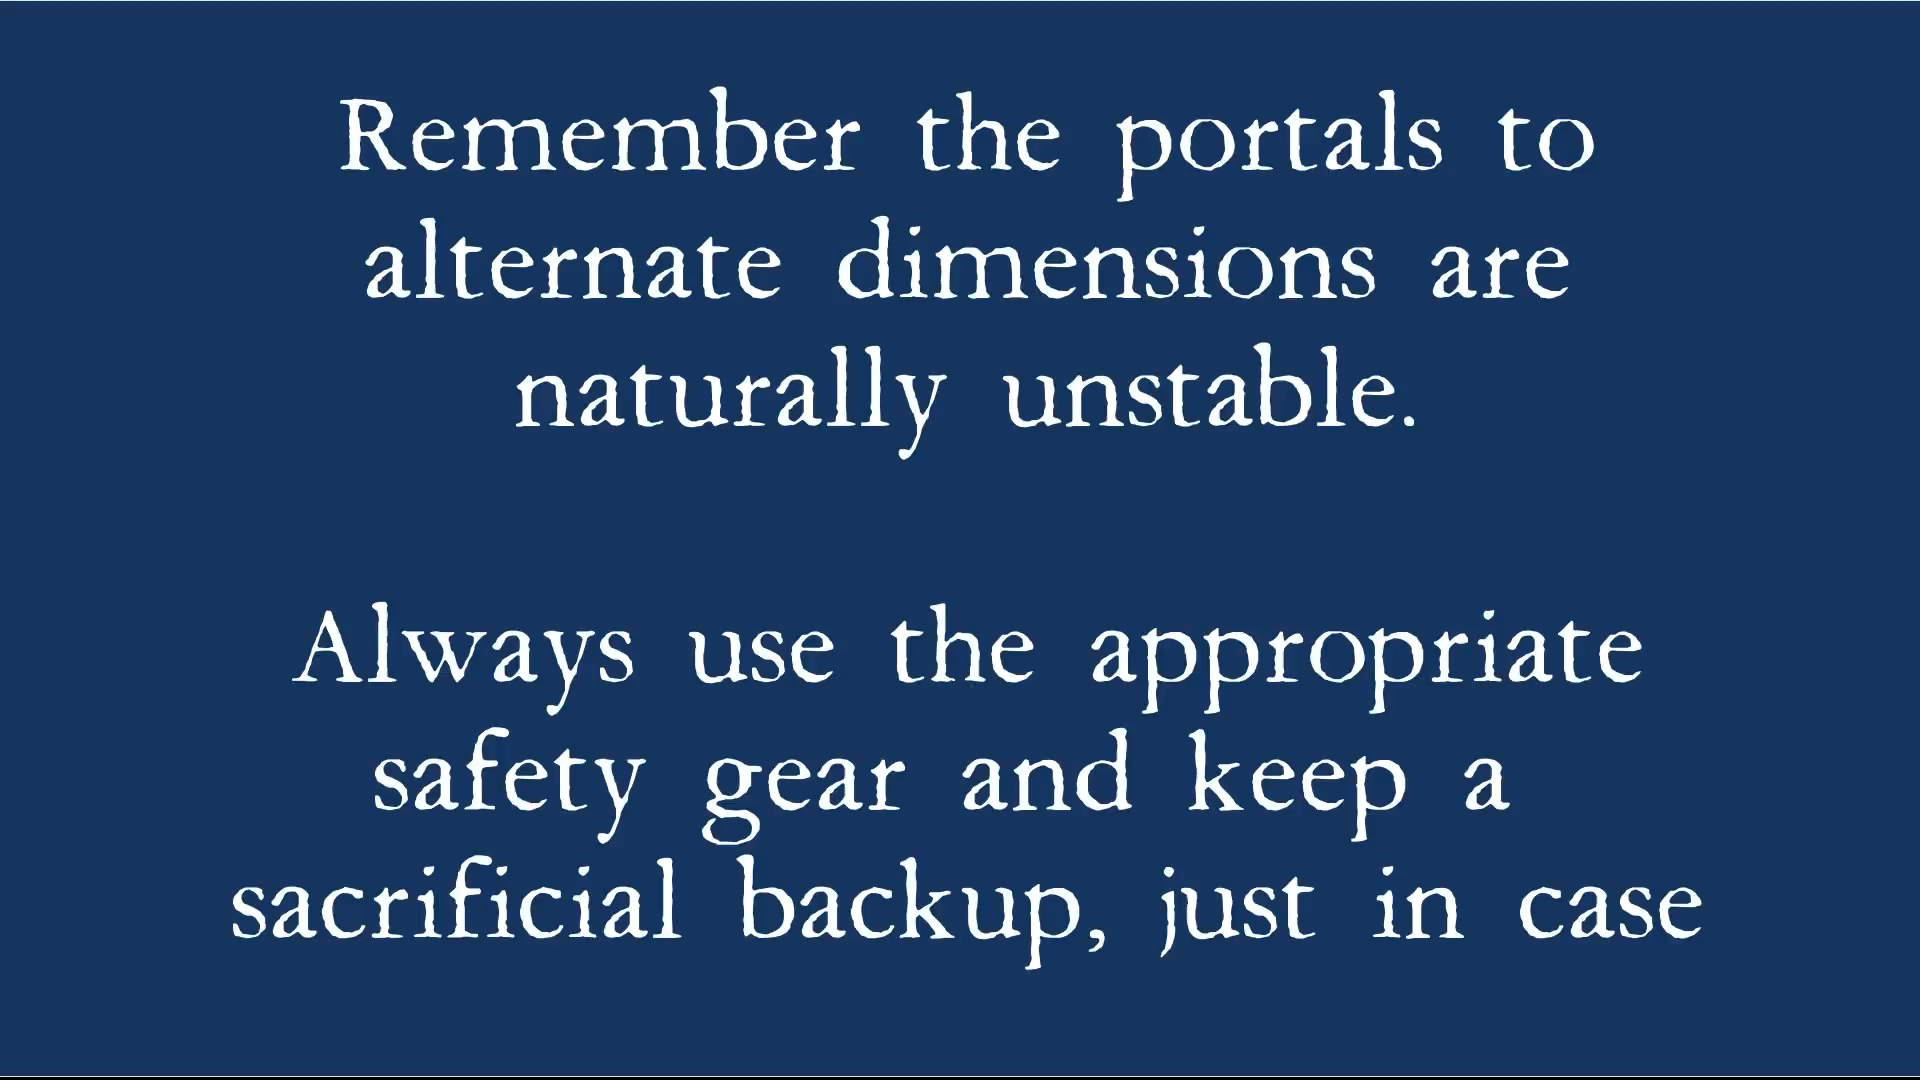 Remember the portals to
alternate dimensions are
naturally unstable.
Always use the appropriate
safety gear and keep a
sacrificial backup, just in case